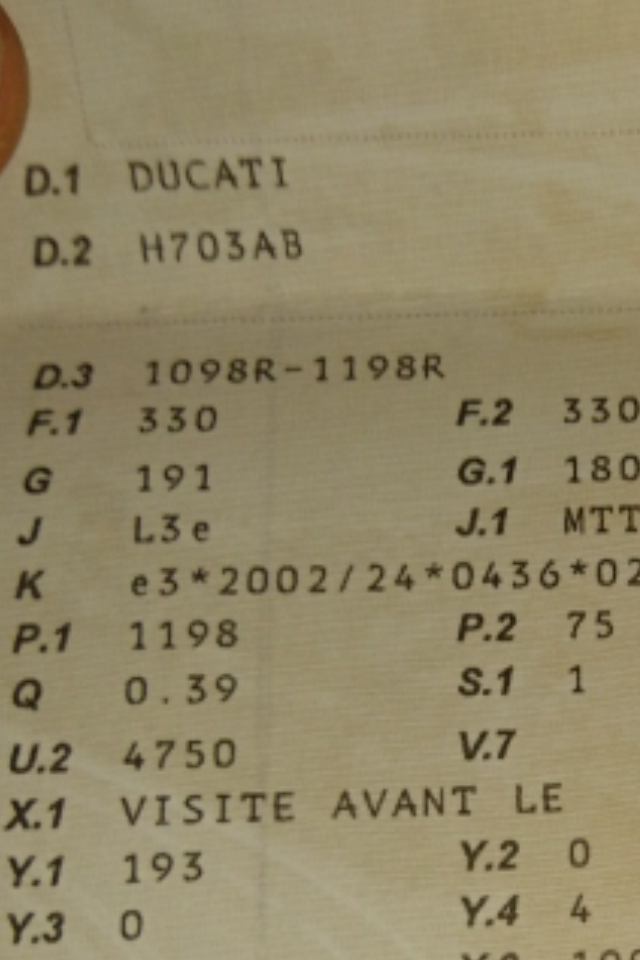 D.1 DUCATI
D.2 H703AB
D.3 1098R-1198R
F.1 330 F.2 330
G 191 G.1 180
J L3e J.1 MTT
K e3*2002/24*0436*02
P.1 1198 P.2 75
Q 0.39 S.1 1
U.2 4750 V.7
X.1 VISITE AVANT LE
Y.1 193 Y.2 0
Y.3 0 Y.4 4